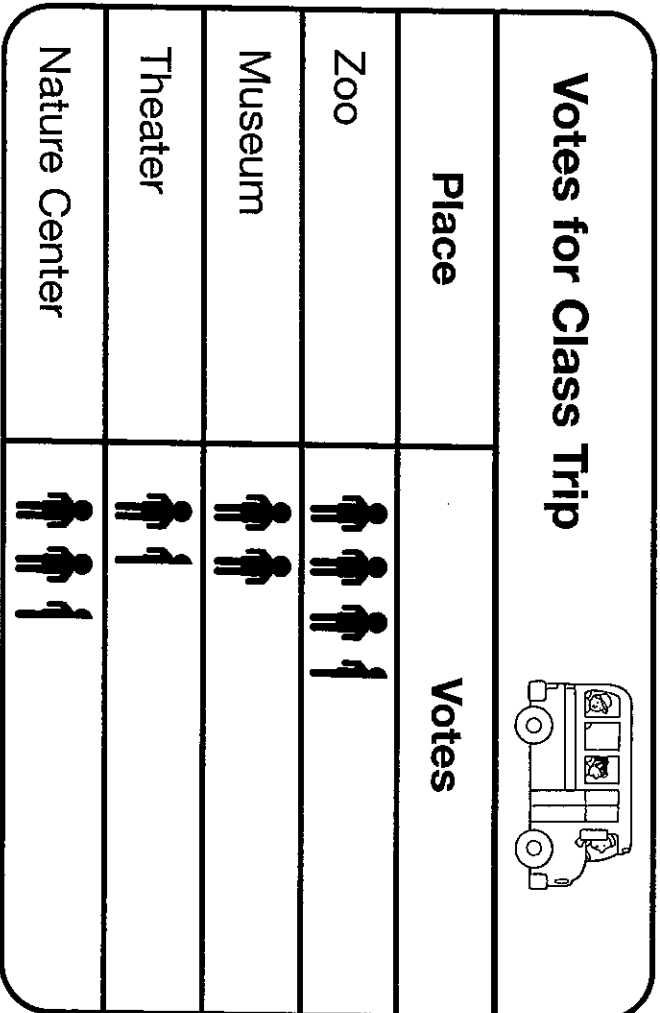 Votes for Class Trip
Place Votes
Zoo
Museum
Theater
Nature Center